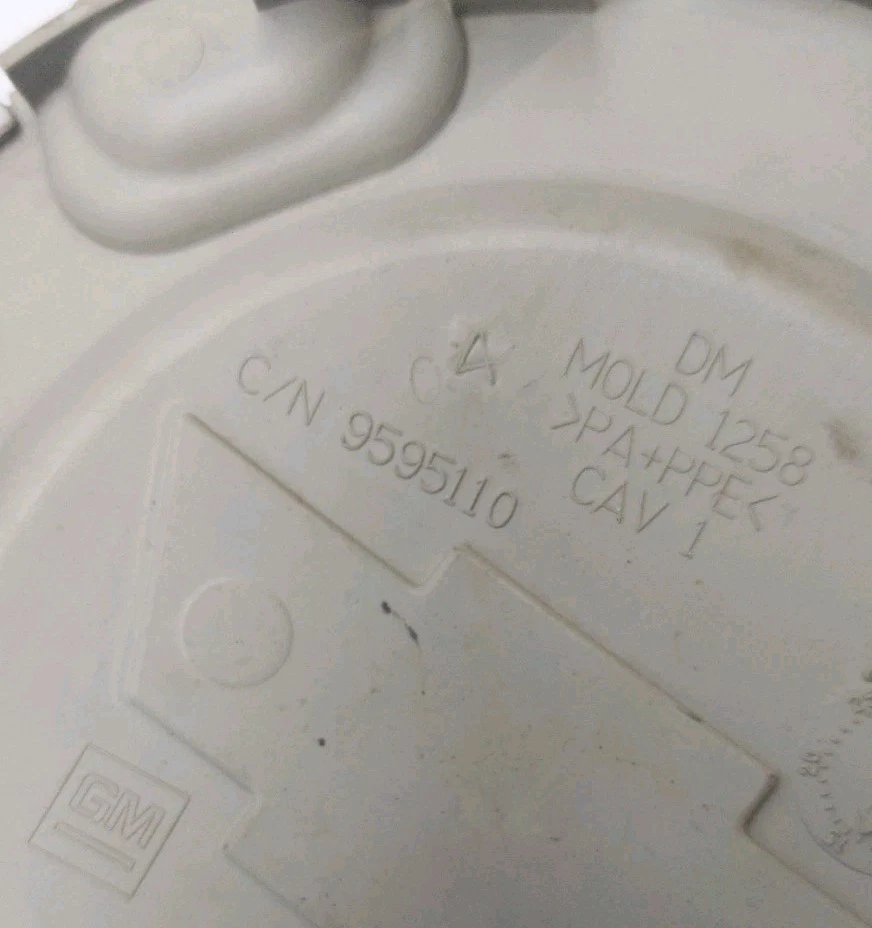 DM
MOLD 1258
>PA+PPE<
CAV 1
C/N 9595110
GM